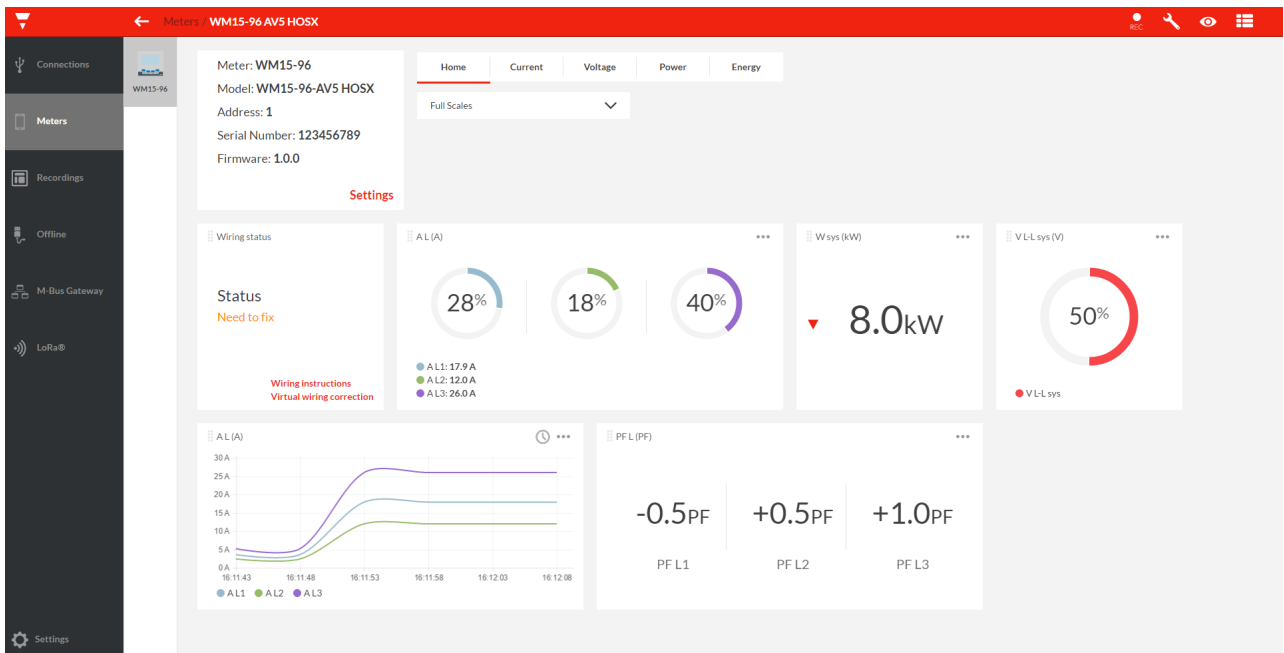 Meters / WM15-96 AV5 HOSX
REC
Connections
Meters
Recordings
Offline
M-Bus Gateway
LoRa®
Settings
WM15-96
Meter: WM15-96
Model: WM15-96-AV5 HOSX
Address: 1
Serial Number: 123456789
Firmware: 1.0.0
Settings
Home Current Voltage Power Energy
Full Scales
Wiring status
Status
Need to fix
Wiring instructions
Virtual wiring correction
A L (A)
28% 18% 40%
A L1: 17.9 A
A L2: 12.0 A
A L3: 26.0 A
W sys (kW)
8.0kW
V L-L sys (V)
50%
V L-L sys
A L (A)
30 A
25 A
20 A
15 A
10 A
5 A
0 A
16:11:43 16:11:48 16:11:53 16:11:58 16:12:03 16:12:08
A L1 A L2 A L3
PF L (PF)
-0.5PF +0.5PF +1.0PF
PF L1 PF L2 PF L3